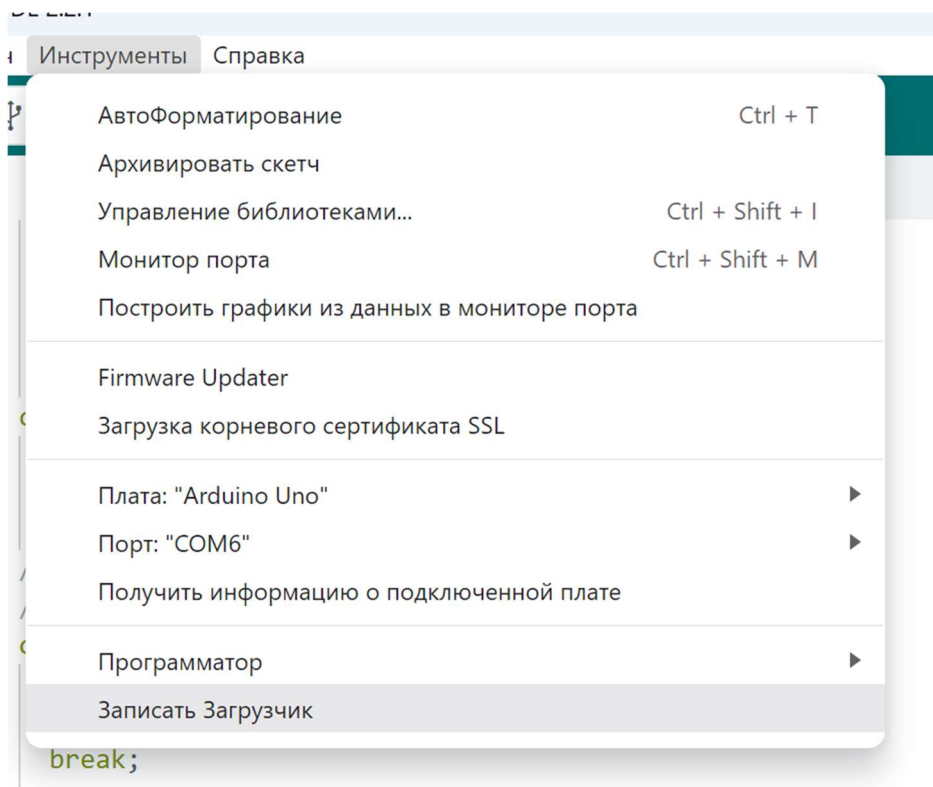 Инструменты Справка
АвтоФорматирование Ctrl + T
Архивировать скетч
Управление библиотеками... Ctrl + Shift + I
Монитор порта Ctrl + Shift + M
Построить графики из данных в мониторе порта
Firmware Updater
Загрузка корневого сертификата SSL
Плата: "Arduino Uno"
Порт: "COM6"
Получить информацию о подключенной плате
Программатор
Записать Загрузчик
break;